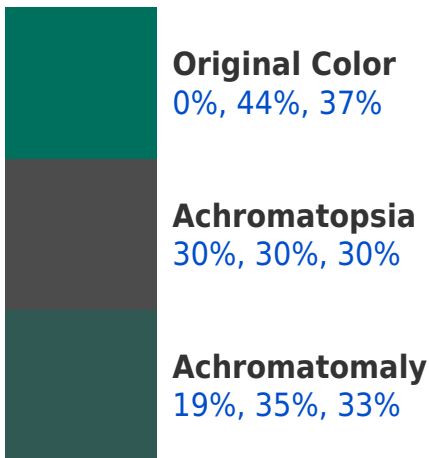 Original Color
0%, 44%, 37%
Achromatopsia
30%, 30%, 30%
Achromatomaly
19%, 35%, 33%